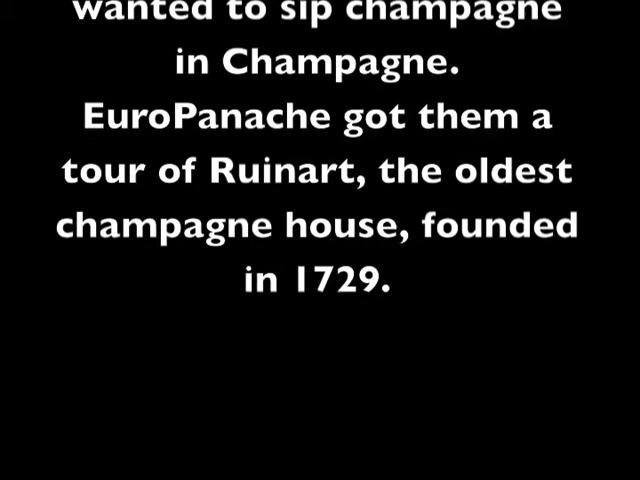 wanted to sip champagne
in Champagne.
EuroPanache got them a
tour of Ruinart, the oldest
champagne house, founded
in 1729.